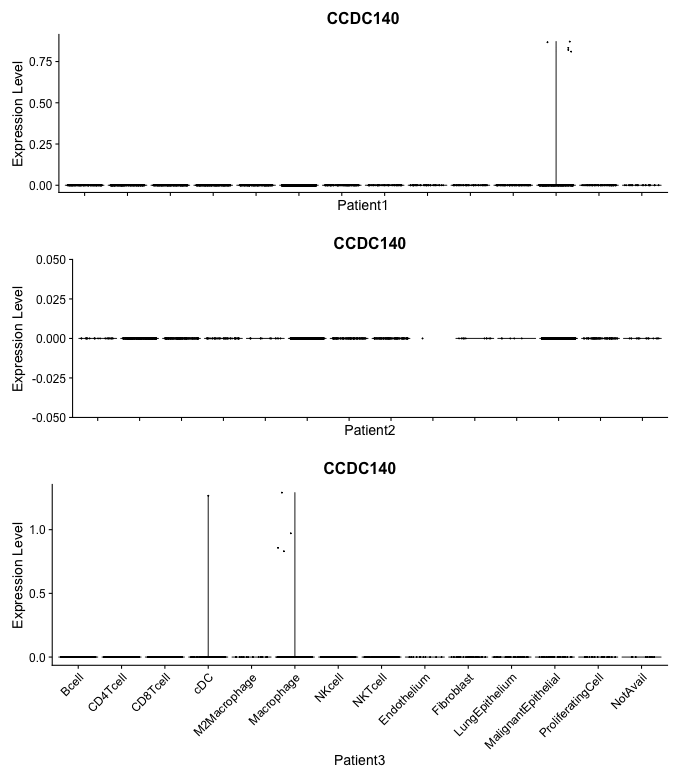 CCDC140
Expression Level
0.75
0.50
0.25
0.00
Patient1
CCDC140
Expression Level
0.050
0.025
0.000
-0.025
-0.050
Patient2
CCDC140
Expression Level
1.0
0.5
0.0
Bcell
CD4Tcell
CD8Tcell
cDC
M2Macrophage
Macrophage
NKcell
NKTcell
Endothelium
Fibroblast
LungEpithelium
MalignantEpithelial
ProliferatingCell
NotAvail
Patient3